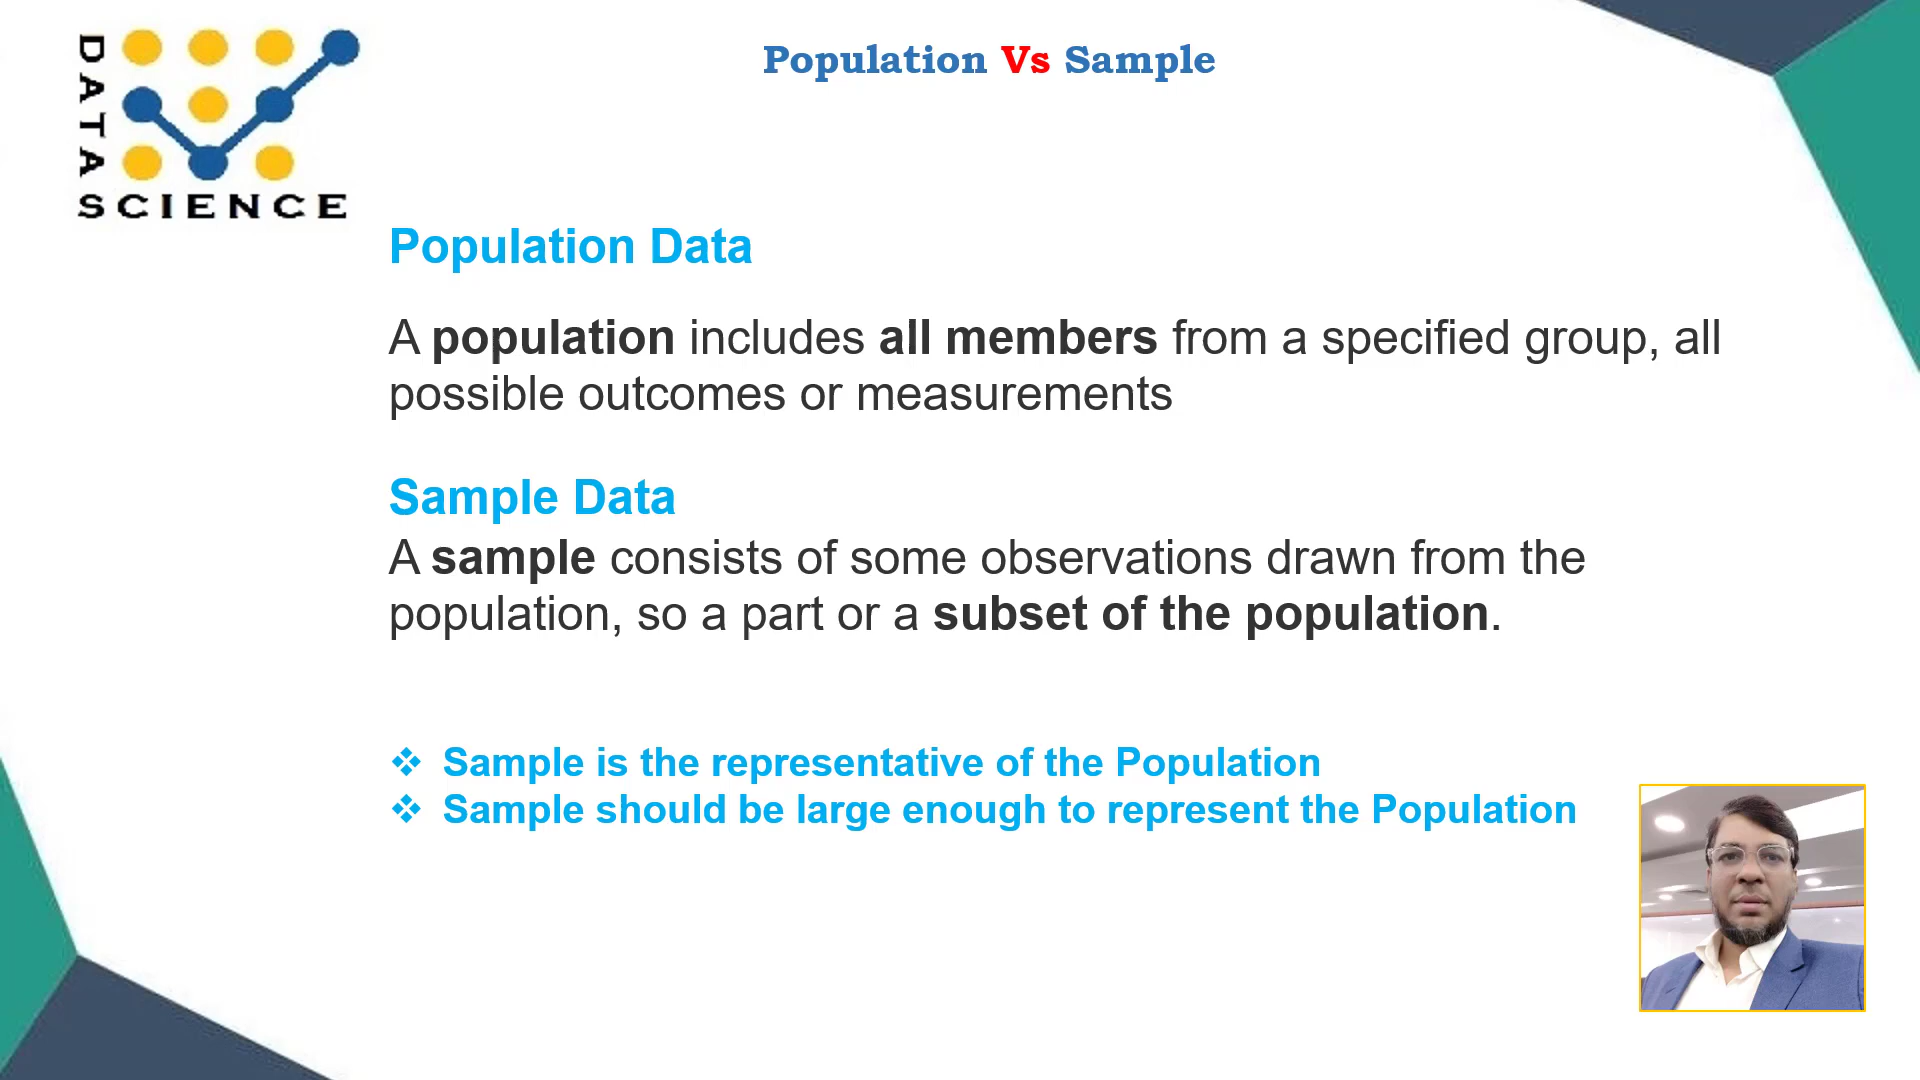 DATA
SCIENCE
Population Vs Sample
Population Data
A population includes all members from a specified group, all
possible outcomes or measurements
Sample Data
A sample consists of some observations drawn from the
population, so a part or a subset of the population.
❖ Sample is the representative of the Population
❖ Sample should be large enough to represent the Population